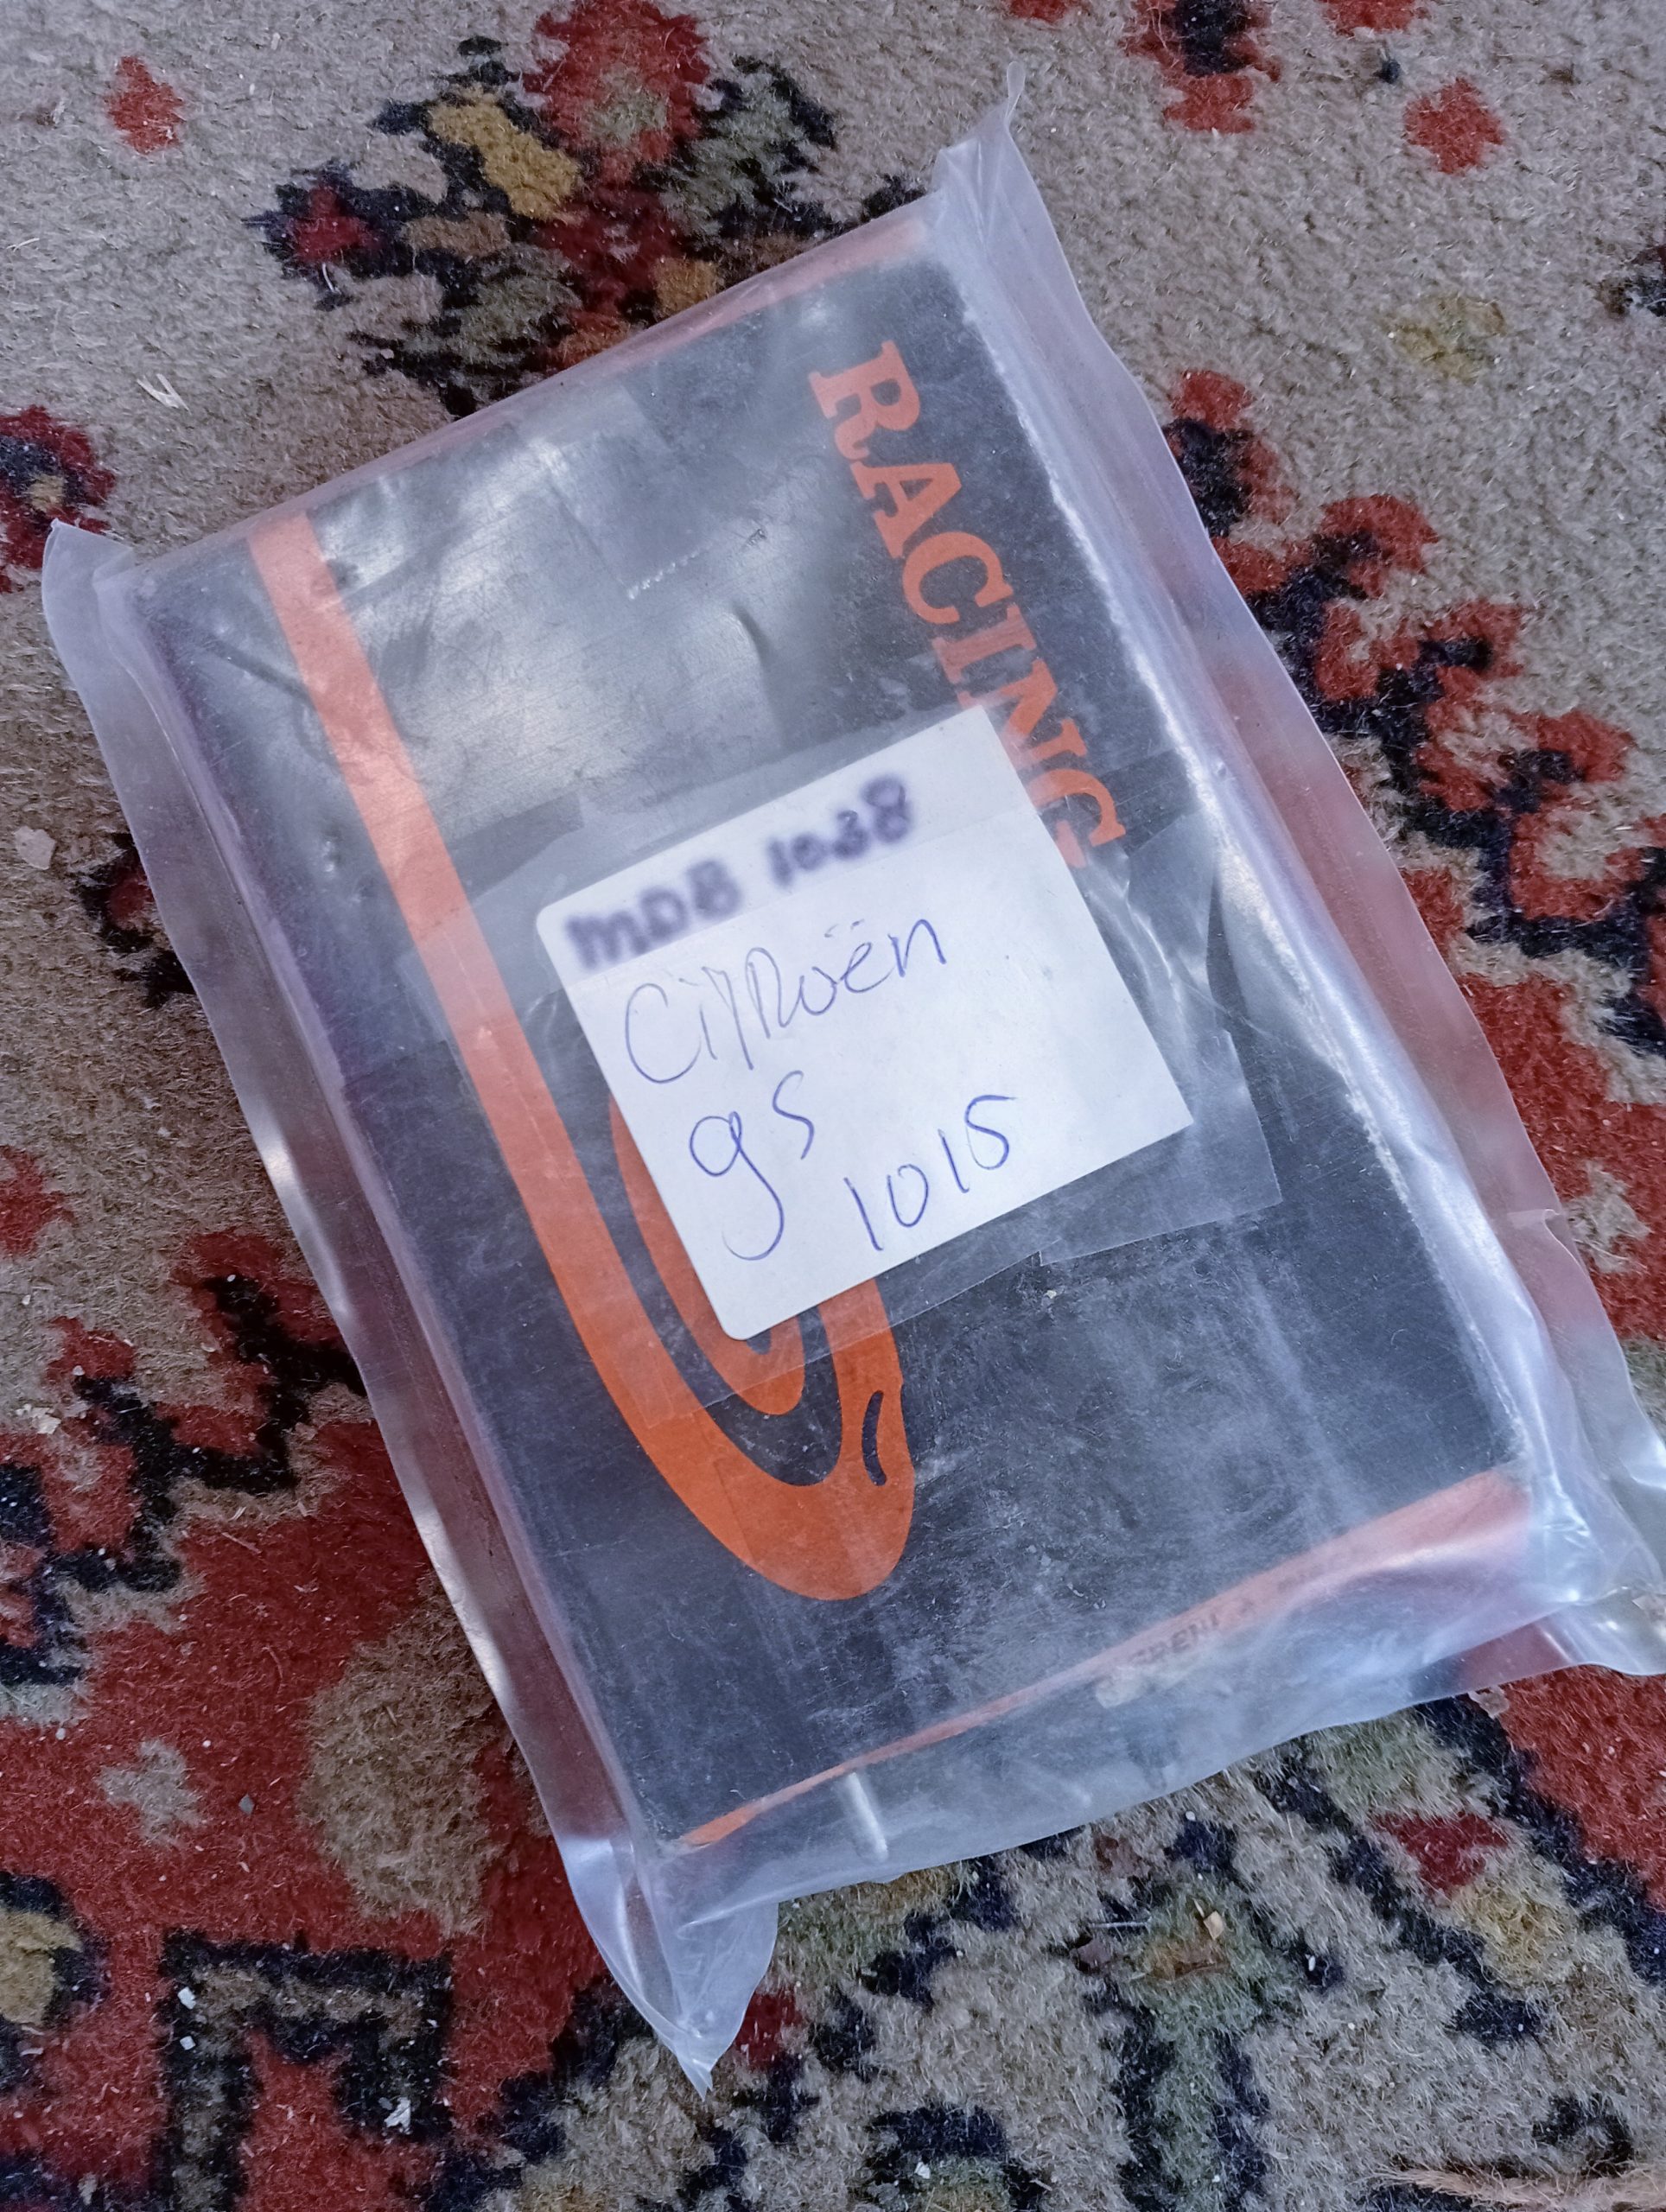 RACING
MDB 1038
Citroën
gs
1015